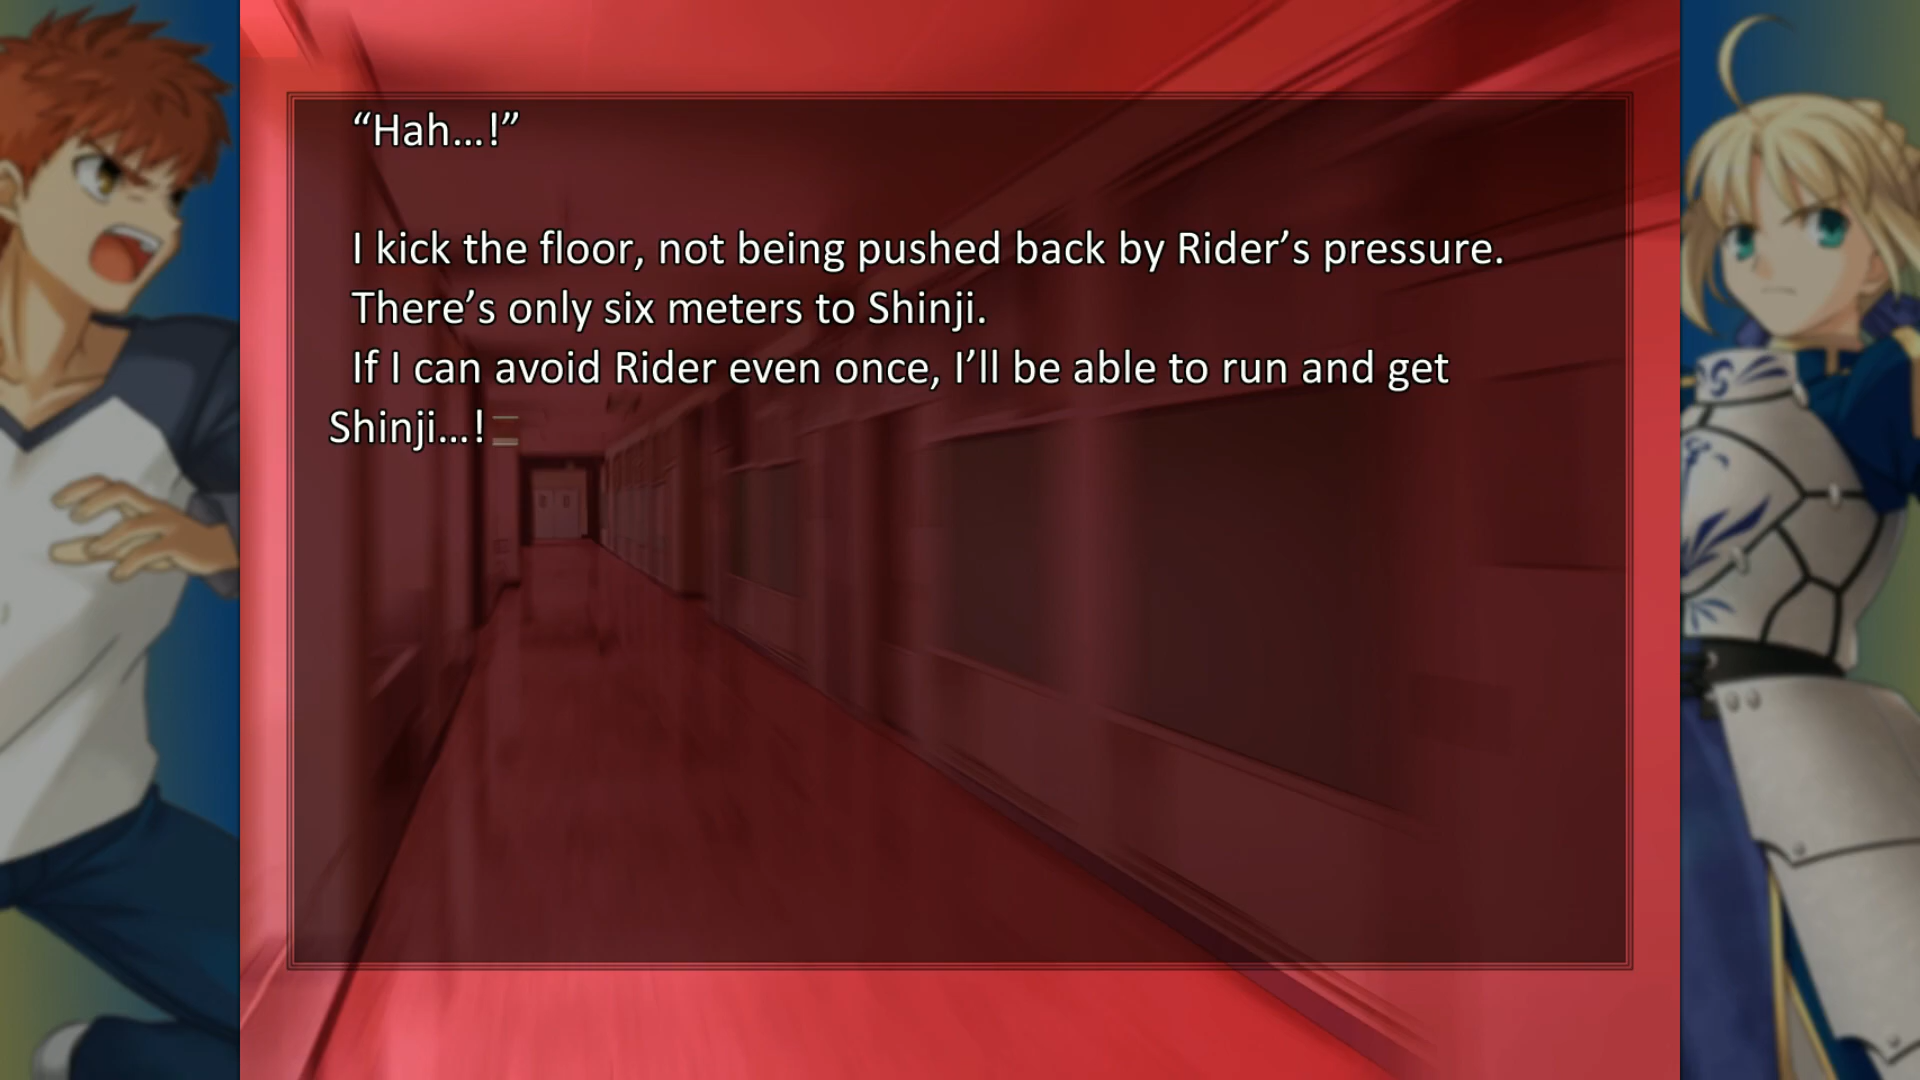 “Hah…!”
I kick the floor, not being pushed back by Rider’s pressure.
There’s only six meters to Shinji.
If I can avoid Rider even once, I’ll be able to run and get
Shinji…!